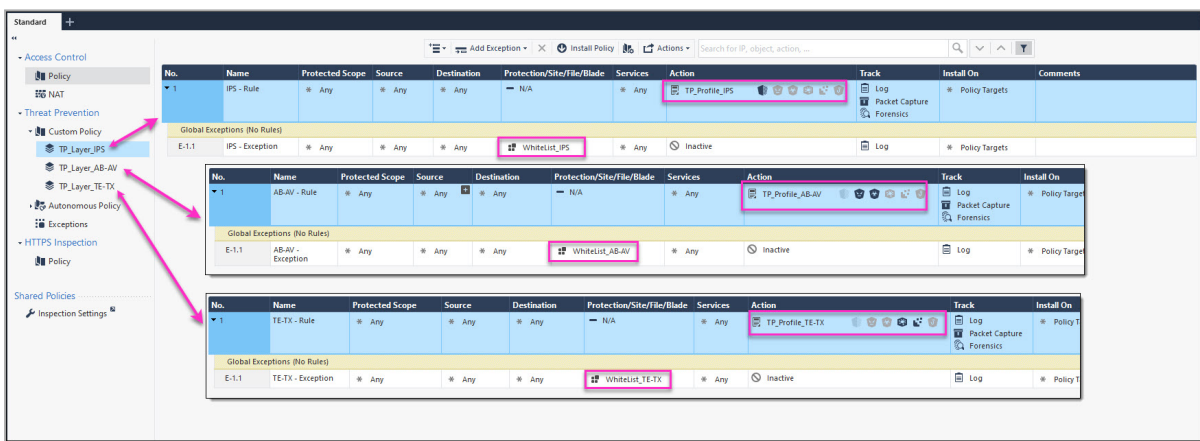 Standard +
Access Control
Policy
NAT
Threat Prevention
Custom Policy
TP_Layer_IPS
TP_Layer_AB-AV
TP_Layer_TE-TX
Autonomous Policy
Exceptions
HTTPS Inspection
Policy
Shared Policies
Inspection Settings
Add Exception Install Policy Actions Search for IP, object, action, ...
No. Name Protected Scope Source Destination Protection/Site/File/Blade Services Action Track Install On Comments
1 IPS - Rule * Any * Any * Any — N/A * Any TP_Profile_IPS Log * Policy Targets
Packet Capture
Forensics
Global Exceptions (No Rules)
E-1.1 IPS - Exception * Any * Any * Any WhiteList_IPS * Any Inactive Log * Policy Targets
No. Name Protected Scope Source Destination Protection/Site/File/Blade Services Action Track Install On
1 AB-AV - Rule * Any * Any + * Any — N/A * Any TP_Profile_AB-AV Log * Policy Target
Packet Capture
Forensics
Global Exceptions (No Rules)
E-1.1 AB-AV - * Any * Any * Any WhiteList_AB-AV * Any Inactive Log * Policy Target
Exception
No. Name Protected Scope Source Destination Protection/Site/File/Blade Services Action Track Install On
1 TE-TX - Rule * Any * Any * Any — N/A * Any TP_Profile_TE-TX Log * Policy T
Packet Capture
Forensics
Global Exceptions (No Rules)
E-1.1 TE-TX - Exception * Any * Any * Any WhiteList_TE-TX * Any Inactive Log * Policy T